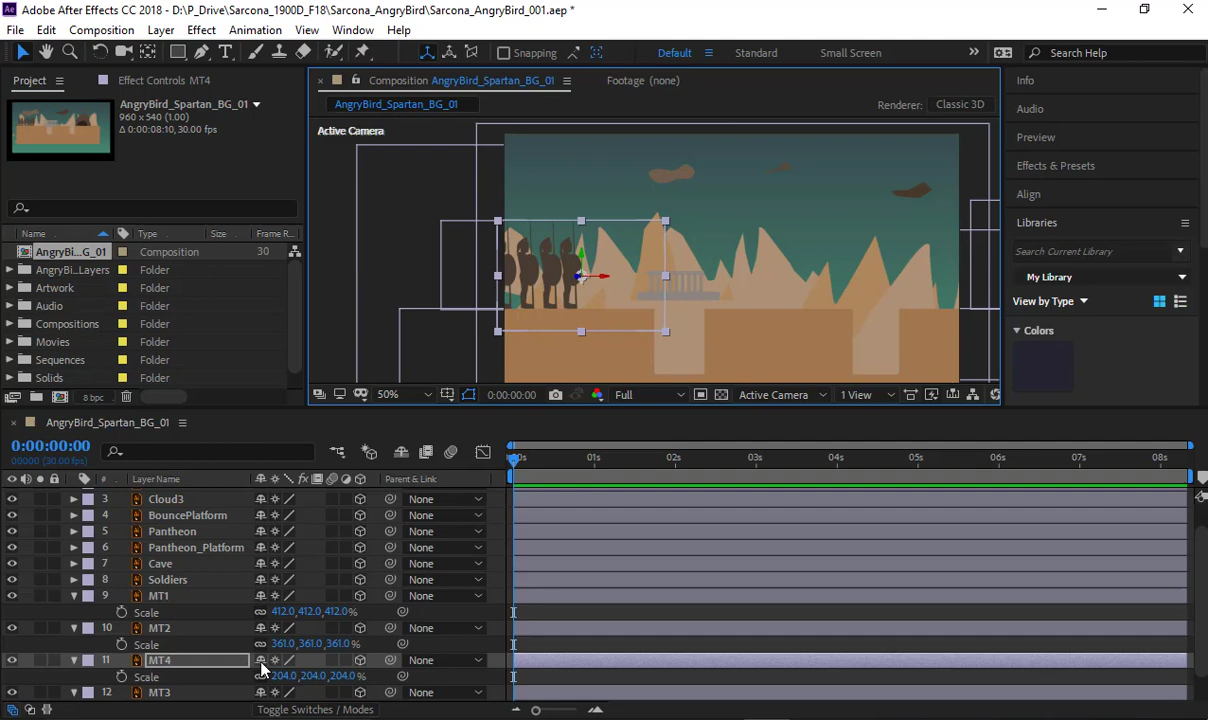 Ae Adobe After Effects CC 2018 - D:\P_Drive\Sarcona_1900D_F18\Sarcona_AngryBird\Sarcona_AngryBird_001.aep *
File Edit Composition Layer Effect Animation View Window Help
Snapping Default Standard Small Screen Search Help
Project Effect Controls MT4
AngryBird_Spartan_BG_01
960 x 540 (1.00)
Δ 0:00:08:10, 30.00 fps
Name Type Size Frame R...
AngryBi...G_01 Composition 30
AngryBi...Layers Folder
Artwork Folder
Audio Folder
Compositions Folder
Movies Folder
Sequences Folder
Solids Folder
8 bpc
Composition AngryBird_Spartan_BG_01 Footage (none)
AngryBird_Spartan_BG_01 Renderer: Classic 3D
Active Camera
50% 0:00:00:00 Full Active Camera 1 View
Info
Audio
Preview
Effects & Presets
Align
Libraries
Search Current Library
My Library
View by Type
Colors
AngryBird_Spartan_BG_01
0:00:00:00
00000 (30.00 fps)
# Layer Name fx Parent & Link
:00s 01s 02s 03s 04s 05s 06s 07s 08s
3 Cloud3 None
4 BouncePlatform None
5 Pantheon None
6 Pantheon_Platform None
7 Cave None
8 Soldiers None
9 MT1 None
Scale 412.0,412.0,412.0%
10 MT2 None
Scale 361.0,361.0,361.0%
11 MT4 None
Scale 204.0,204.0,204.0%
12 MT3 None
Toggle Switches / Modes